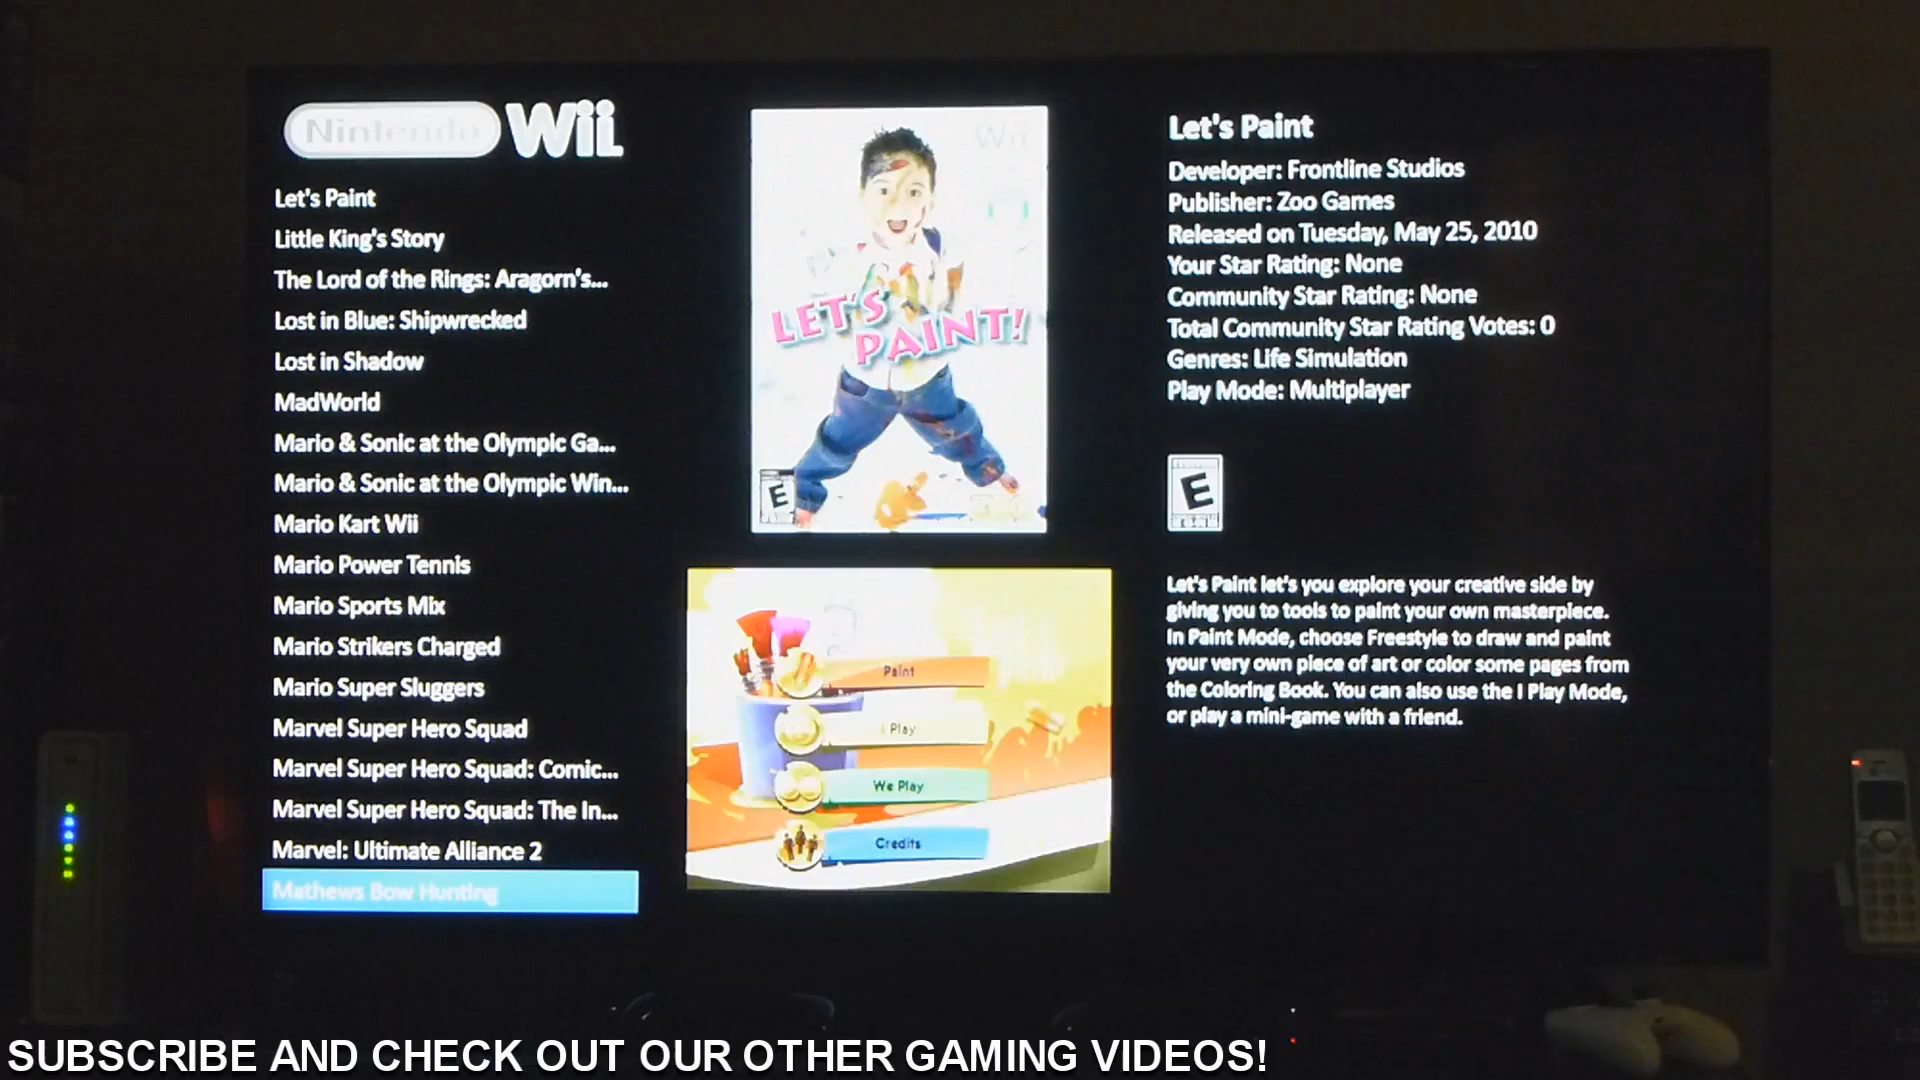 Nintendo Wii
Let's Paint
Little King's Story
The Lord of the Rings: Aragorn's...
Lost in Blue: Shipwrecked
Lost in Shadow
MadWorld
Mario & Sonic at the Olympic Ga...
Mario & Sonic at the Olympic Win...
Mario Kart Wii
Mario Power Tennis
Mario Sports Mix
Mario Strikers Charged
Mario Super Sluggers
Marvel Super Hero Squad
Marvel Super Hero Squad: Comic...
Marvel Super Hero Squad: The In...
Marvel: Ultimate Alliance 2
Mathews Bow Hunting
Wii
LET'S
PAINT!
E
Paint
I Play
We Play
Credits
Let's Paint
Developer: Frontline Studios
Publisher: Zoo Games
Released on Tuesday, May 25, 2010
Your Star Rating: None
Community Star Rating: None
Total Community Star Rating Votes: 0
Genres: Life Simulation
Play Mode: Multiplayer
E
Let's Paint let's you explore your creative side by
giving you to tools to paint your own masterpiece.
In Paint Mode, choose Freestyle to draw and paint
your very own piece of art or color some pages from
the Coloring Book. You can also use the I Play Mode,
or play a mini-game with a friend.
SUBSCRIBE AND CHECK OUT OUR OTHER GAMING VIDEOS!